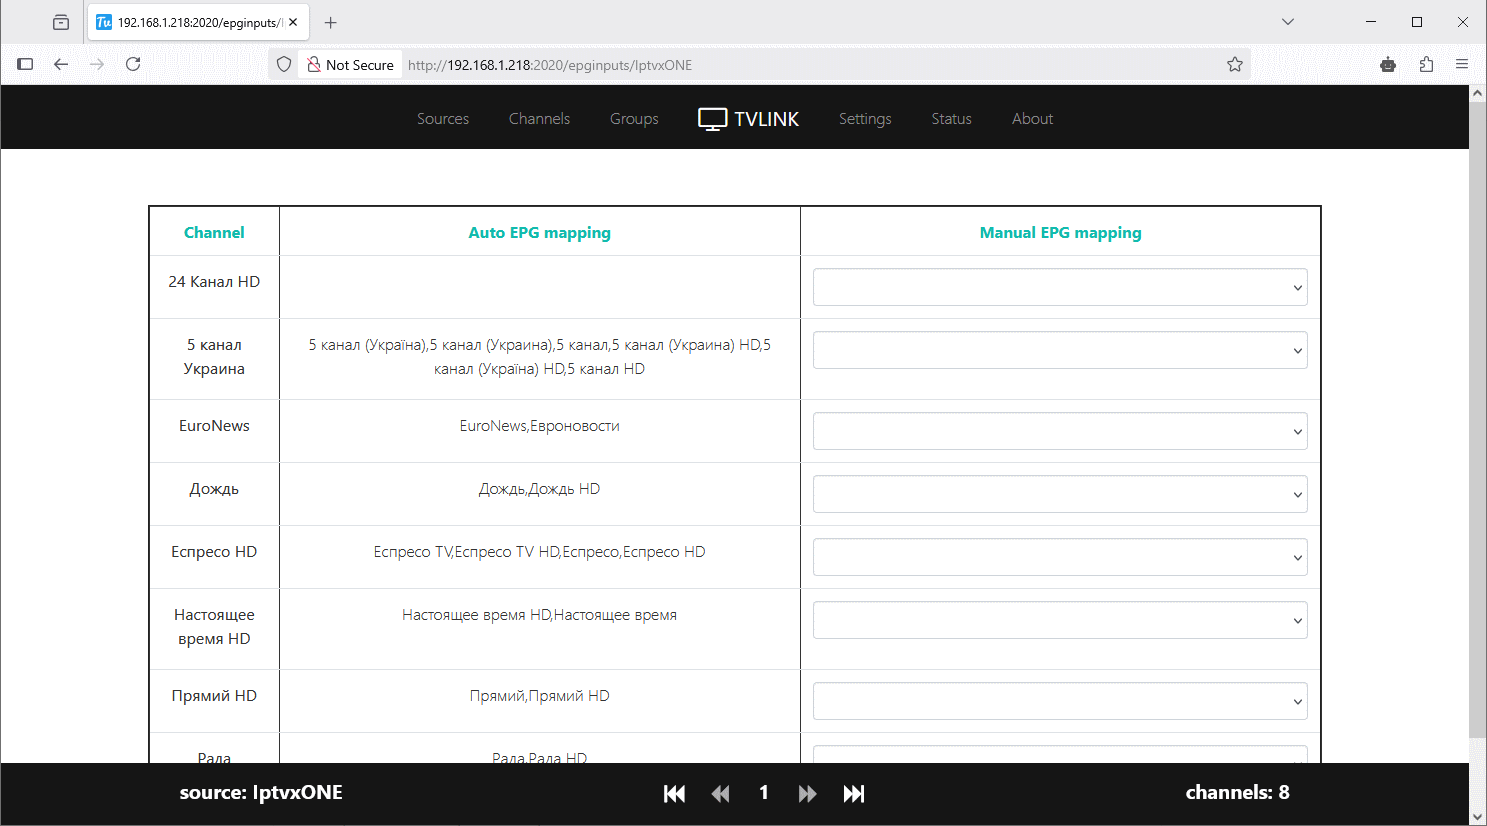 Tu 192.168.1.218:2020/epginputs/I
Not Secure http://192.168.1.218:2020/epginputs/IptvxONE
Sources Channels Groups TVLINK Settings Status About
Channel Auto EPG mapping Manual EPG mapping
24 Канал HD
5 канал
Украина
5 канал (Україна),5 канал (Украина),5 канал,5 канал (Украина) HD,5
канал (Україна) HD,5 канал HD
EuroNews EuroNews,Евроновости
Дождь Дождь,Дождь HD
Еспресо HD Еспресо TV,Еспресо TV HD,Еспресо,Еспресо HD
Настоящее
время HD
Настоящее время HD,Настоящее время
Прямий HD Прямий,Прямий HD
Рада Рада,Рада HD
source: IptvxONE 1 channels: 8